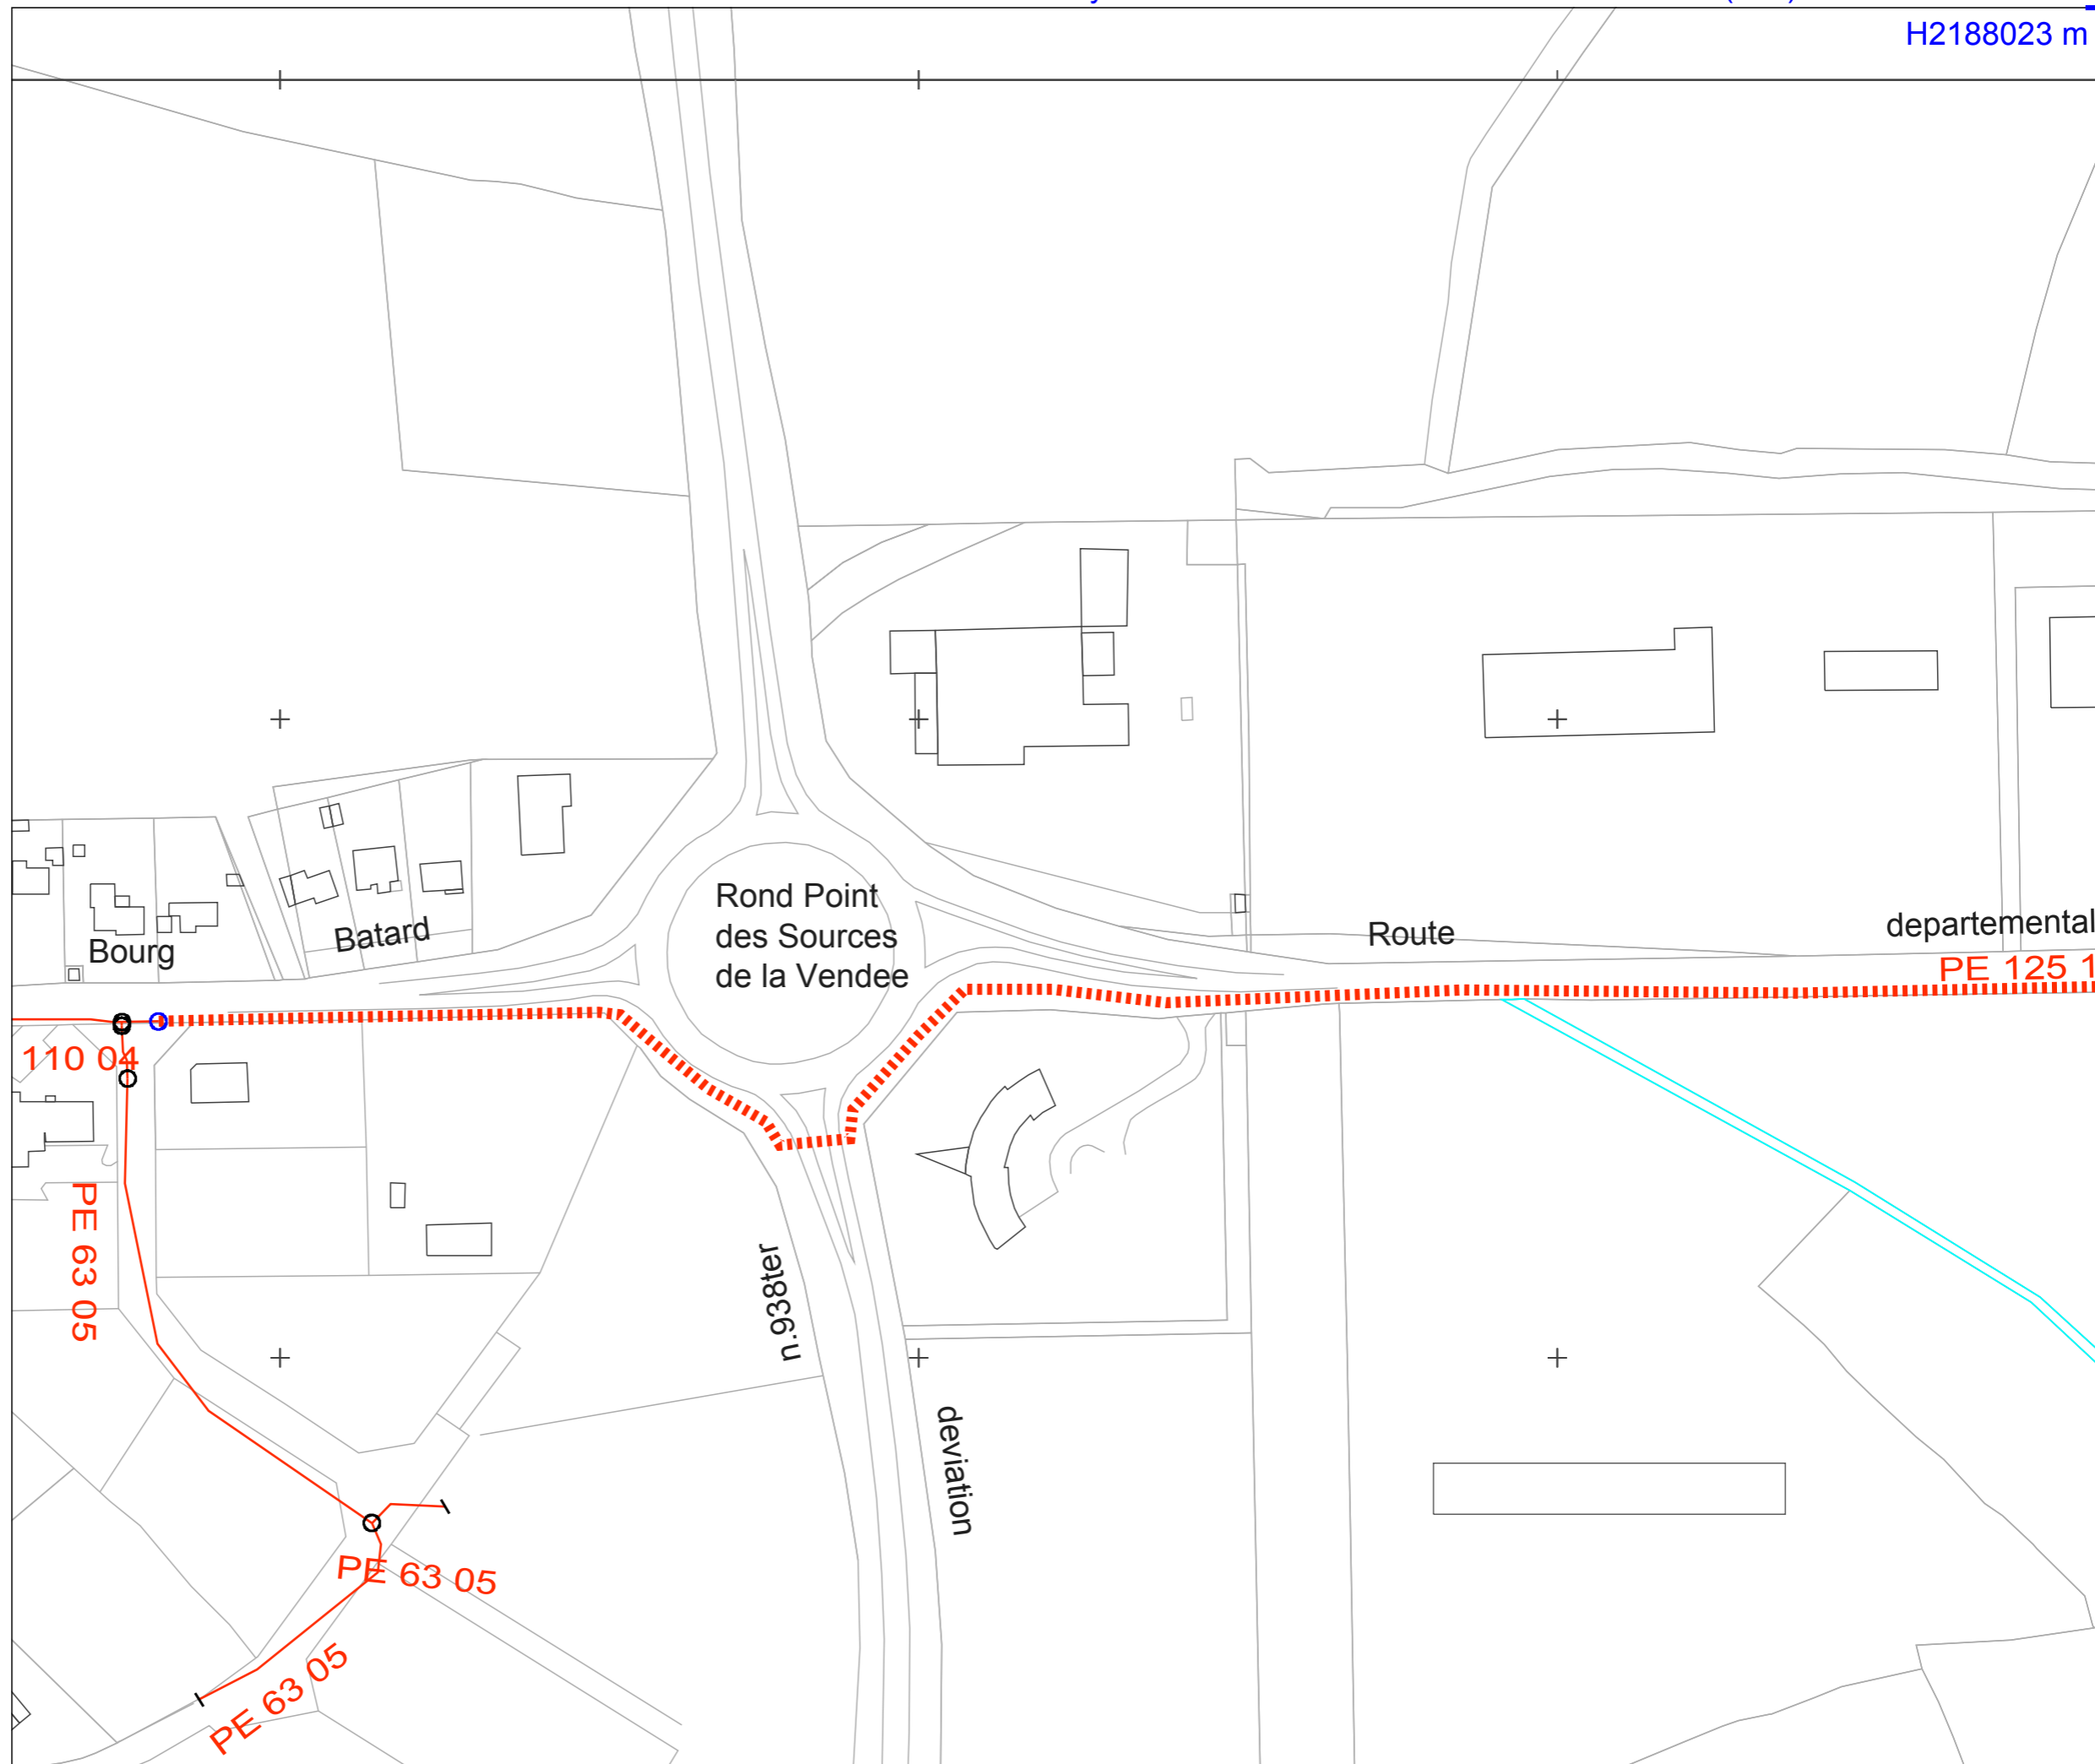 H2188023 m
Rond Point
des Sources
de la Vendee
Bourg
Batard
Route
departemental
PE 125 1
110 04
PE 63 05
n.938ter
deviation
PE 63 05
PE 63 05